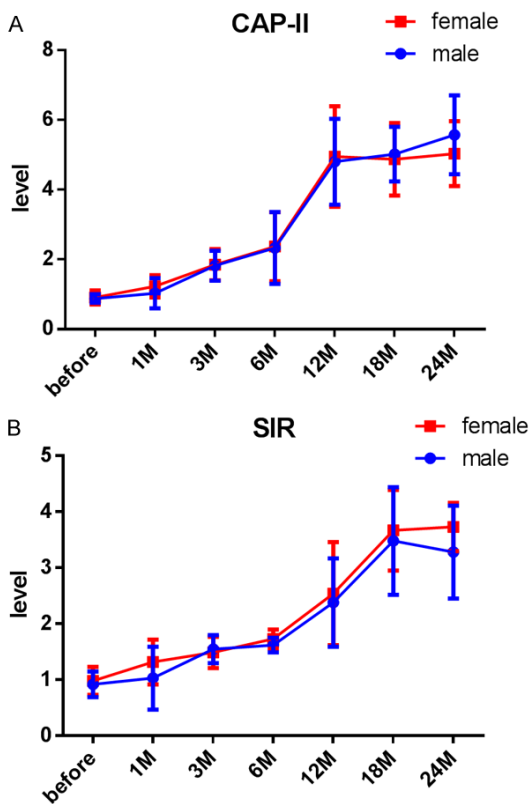 A
CAP-II
female
male
level
8
6
4
2
0
before
1M
3M
6M
12M
18M
24M
B
SIR
female
male
level
5
4
3
2
1
0
before
1M
3M
6M
12M
18M
24M